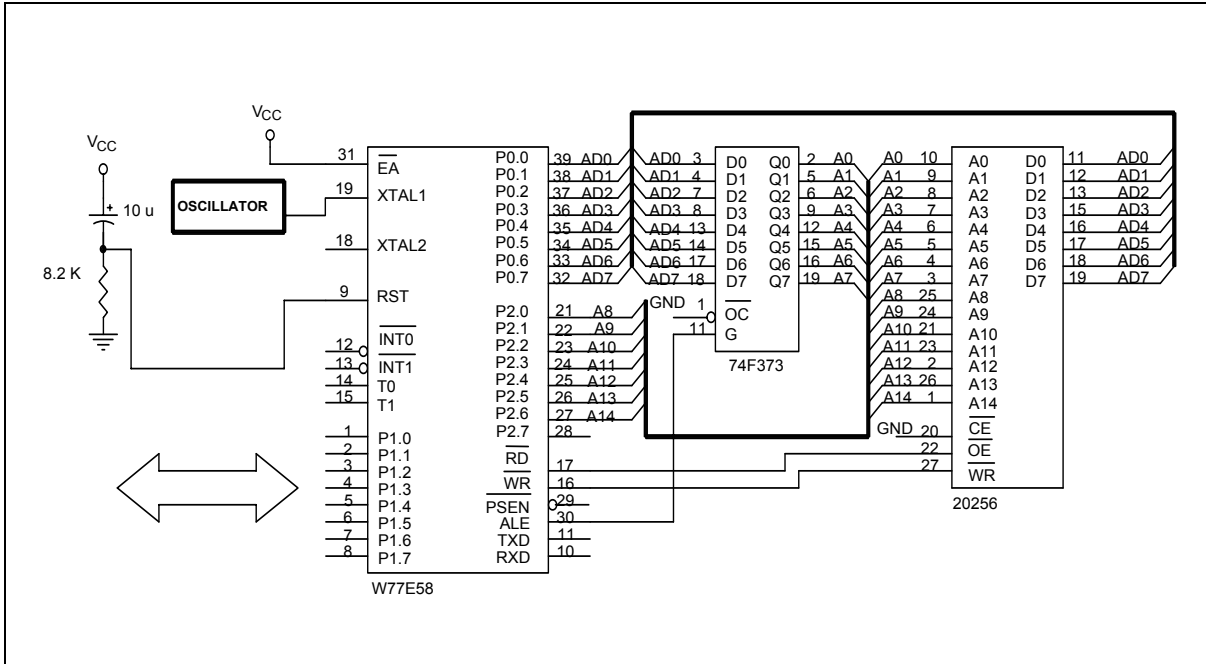 VCC
VCC
+
10 u
8.2 K
OSCILLATOR
31 EA
19 XTAL1
18 XTAL2
9 RST
12 INT0
13 INT1
14 T0
15 T1
1 P1.0
2 P1.1
3 P1.2
4 P1.3
5 P1.4
6 P1.5
7 P1.6
8 P1.7
P0.0 39 AD0
P0.1 38 AD1
P0.2 37 AD2
P0.3 36 AD3
P0.4 35 AD4
P0.5 34 AD5
P0.6 33 AD6
P0.7 32 AD7
P2.0 21 A8
P2.1 22 A9
P2.2 23 A10
P2.3 24 A11
P2.4 25 A12
P2.5 26 A13
P2.6 27 A14
P2.7 28
RD 17
WR 16
PSEN 29
ALE 30
TXD 11
RXD 10
W77E58
AD0 3 D0 Q0 2 A0
AD1 4 D1 Q1 5 A1
AD2 7 D2 Q2 6 A2
AD3 8 D3 Q3 9 A3
AD4 13 D4 Q4 12 A4
AD5 14 D5 Q5 15 A5
AD6 17 D6 Q6 16 A6
AD7 18 D7 Q7 19 A7
GND 1 OC
11 G
74F373
A0 10 A0 D0 11 AD0
A1 9 A1 D1 12 AD1
A2 8 A2 D2 13 AD2
A3 7 A3 D3 15 AD3
A4 6 A4 D4 16 AD4
A5 5 A5 D5 17 AD5
A6 4 A6 D6 18 AD6
A7 3 A7 D7 19 AD7
A8 25 A8
A9 24 A9
A10 21 A10
A11 23 A11
A12 2 A12
A13 26 A13
A14 1 A14
GND 20 CE
22 OE
27 WR
20256